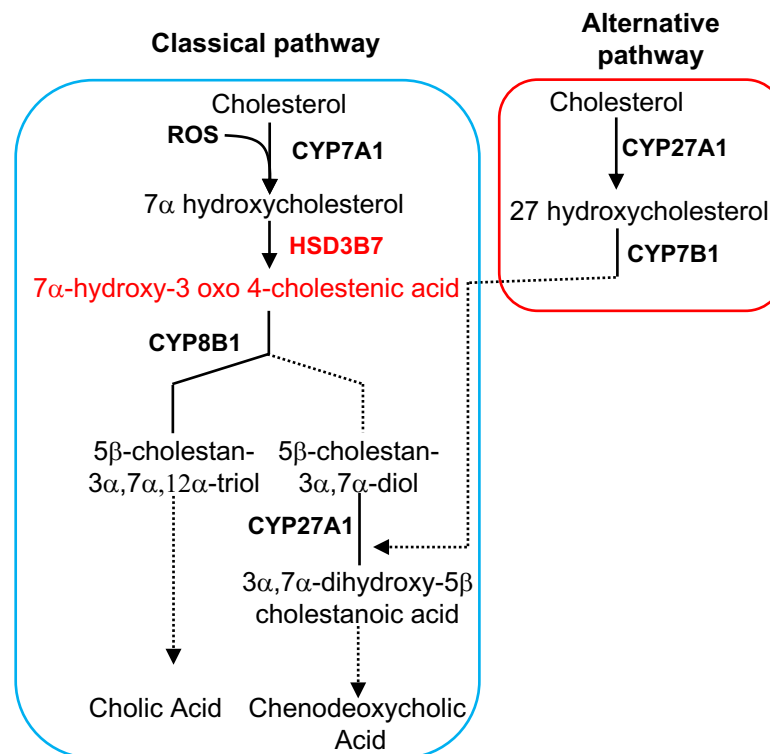 Classical pathway
Cholesterol
ROS
CYP7A1
7α hydroxycholesterol
HSD3B7
7α-hydroxy-3 oxo 4-cholestenic acid
CYP8B1
5β-cholestan-
3α,7α,12α-triol
5β-cholestan-
3α,7α-diol
CYP27A1
3α,7α-dihydroxy-5β
cholestanoic acid
Cholic Acid
Chenodeoxycholic
Acid
Alternative
pathway
Cholesterol
CYP27A1
27 hydroxycholesterol
CYP7B1